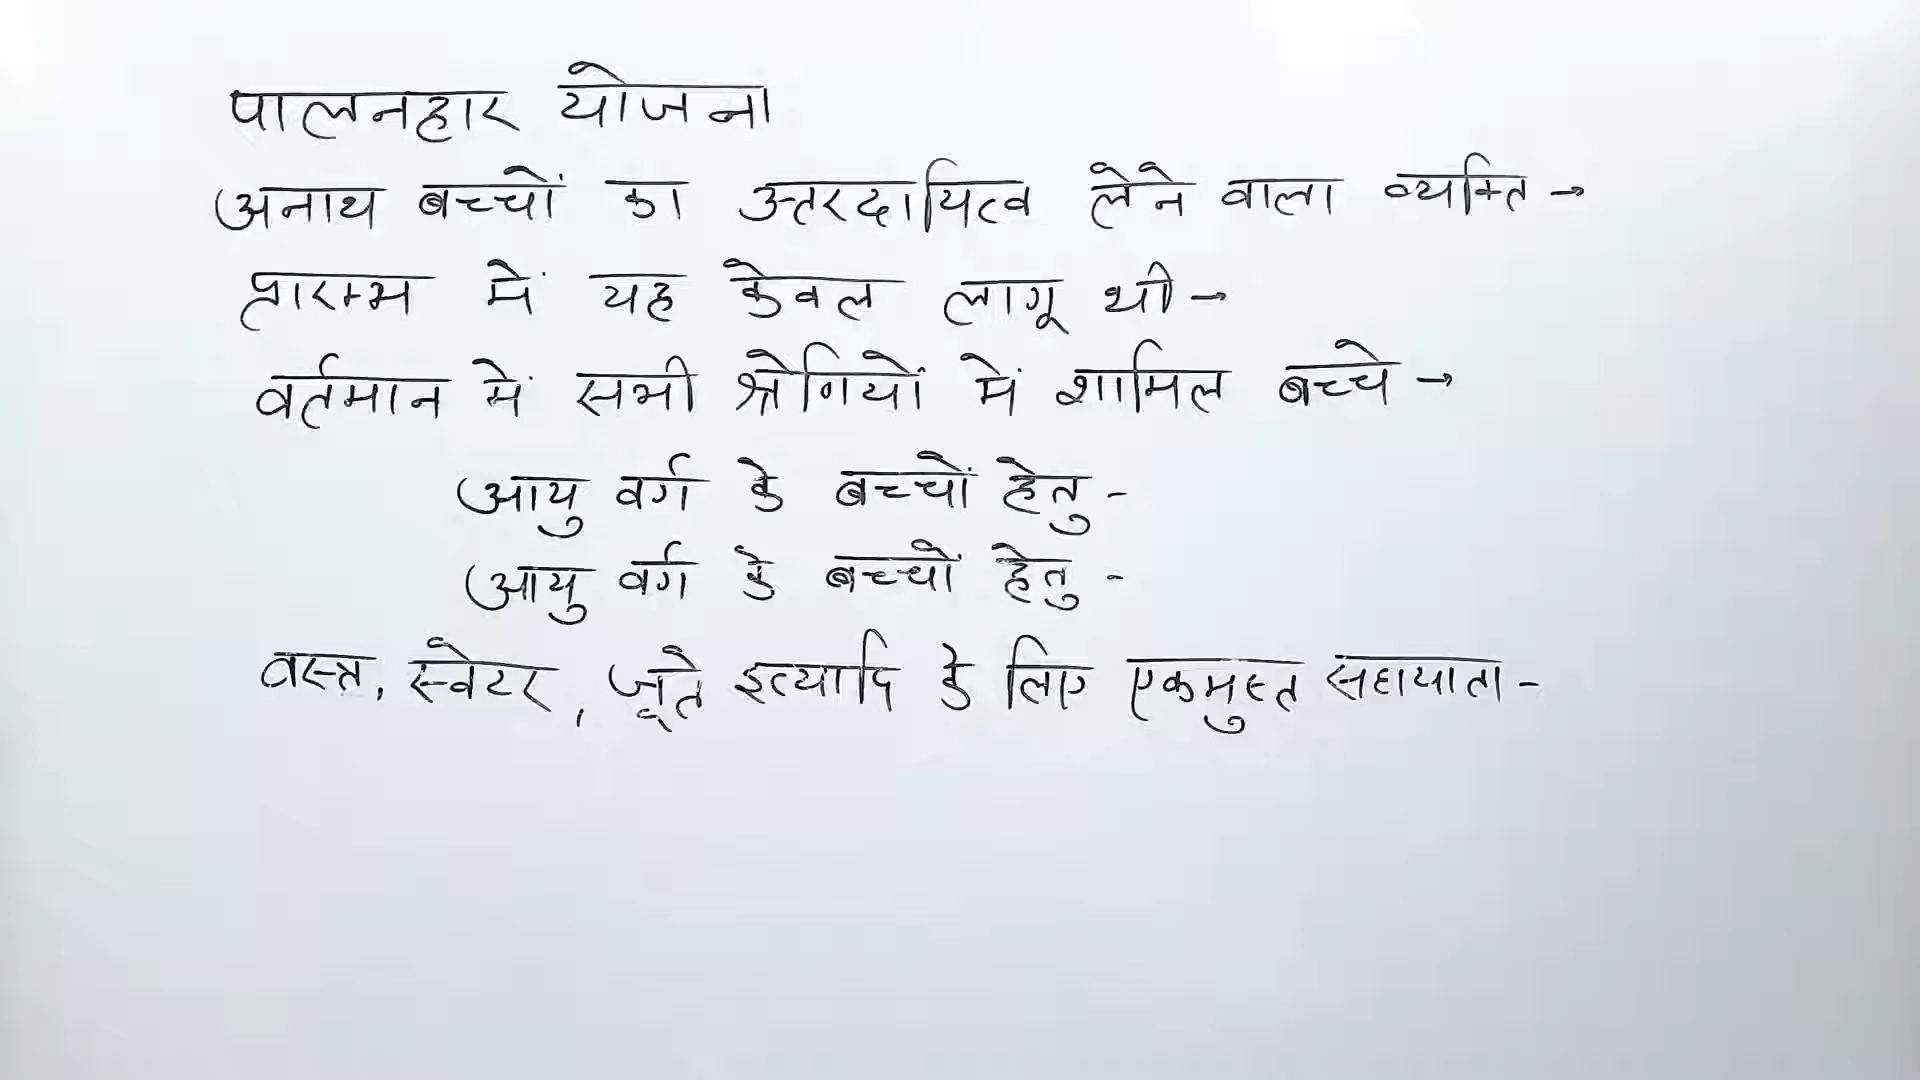 पालनहार योजना
अनाथ बच्चों का उत्तरदायित्व लेने वाला व्यक्ति →
प्रारम्भ में यह केवल लागू थी →
वर्तमान में सभी श्रेणियों में शामिल बच्चे →
आयु वर्ग के बच्चों हेतु -
आयु वर्ग के बच्चों हेतु -
वस्त्र, स्वेटर, जूते इत्यादि के लिए एकमुश्त सहायाता -